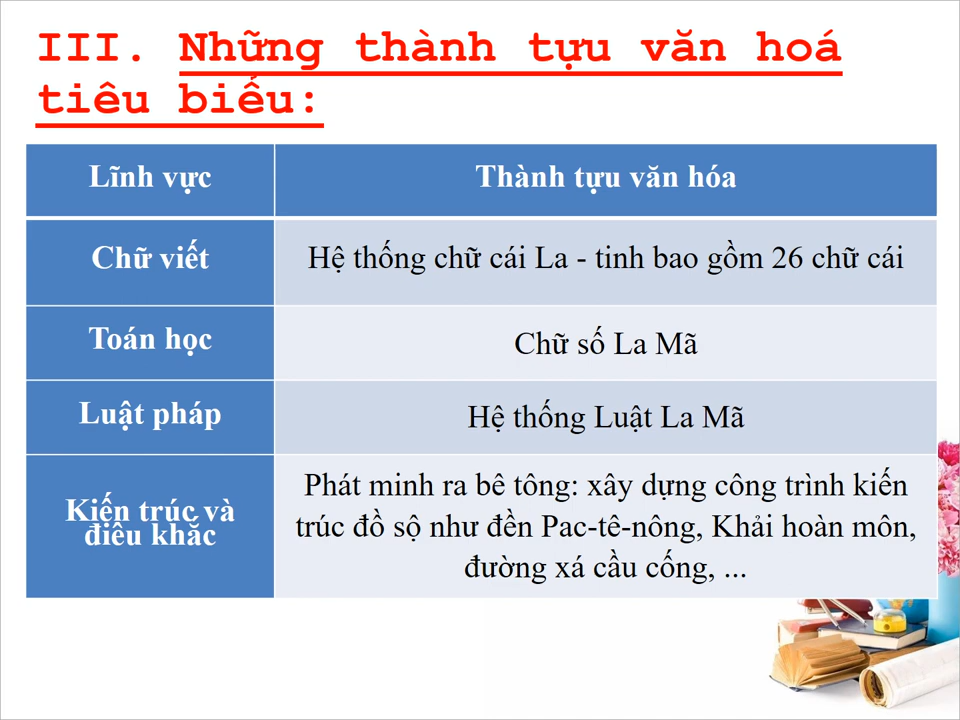 III. Những thành tựu văn hoá
tiêu biểu:
Lĩnh vực
Thành tựu văn hóa
Chữ viết
Hệ thống chữ cái La - tinh bao gồm 26 chữ cái
Toán học
Chữ số La Mã
Luật pháp
Hệ thống Luật La Mã
Kiến trúc và
điêu khắc
Phát minh ra bê tông: xây dựng công trình kiến
trúc đồ sộ như đền Pac-tê-nông, Khải hoàn môn,
đường xá cầu cống, ...